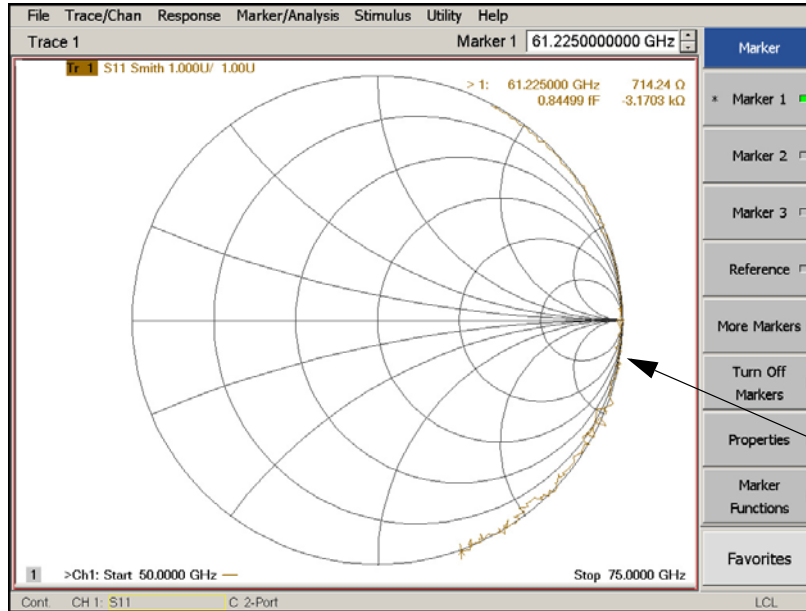 File Trace/Chan Response Marker/Analysis Stimulus Utility Help
Trace 1 Marker 1 61.2250000000 GHz
Tr 1 S11 Smith 1.000U/ 1.00U
> 1: 61.225000 GHz 714.24 Ω
0.84499 fF -3.1703 kΩ
Marker
* Marker 1
Marker 2
Marker 3
Reference
More Markers
Turn Off
Markers
Properties
Marker
Functions
Favorites
1 >Ch1: Start 50.0000 GHz Stop 75.0000 GHz
Cont. CH 1: S11 C 2-Port LCL